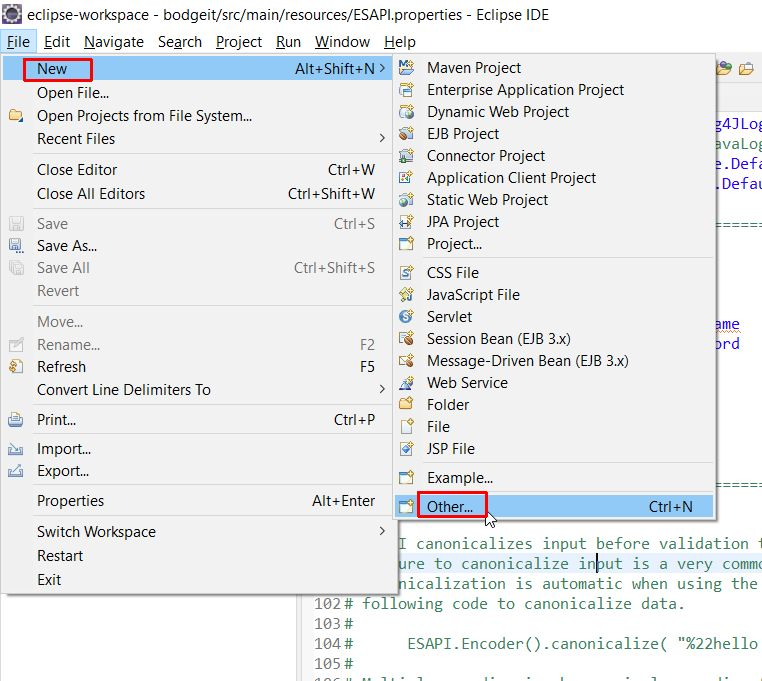 eclipse-workspace - bodgeit/src/main/resources/ESAPI.properties - Eclipse IDE
File Edit Navigate Search Project Run Window Help
New Alt+Shift+N
Open File...
Open Projects from File System...
Recent Files
Close Editor Ctrl+W
Close All Editors Ctrl+Shift+W
Save Ctrl+S
Save As...
Save All Ctrl+Shift+S
Revert
Move...
Rename... F2
Refresh F5
Convert Line Delimiters To
Print... Ctrl+P
Import...
Export...
Properties Alt+Enter
Switch Workspace
Restart
Exit
Maven Project
Enterprise Application Project
Dynamic Web Project
EJB Project
Connector Project
Application Client Project
Static Web Project
JPA Project
Project...
CSS File
JavaScript File
Servlet
Session Bean (EJB 3.x)
Message-Driven Bean (EJB 3.x)
Web Service
Folder
File
JSP File
Example...
Other... Ctrl+N
g4JLog
avaLog
e.Defa
.Defau
ame
ord
I canonicalizes input before validation t
ure to canonicalize input is a very commo
nicalization is automatic when using the
102# following code to canonicalize data.
103#
104# ESAPI.Encoder().canonicalize( "%22hello
105#